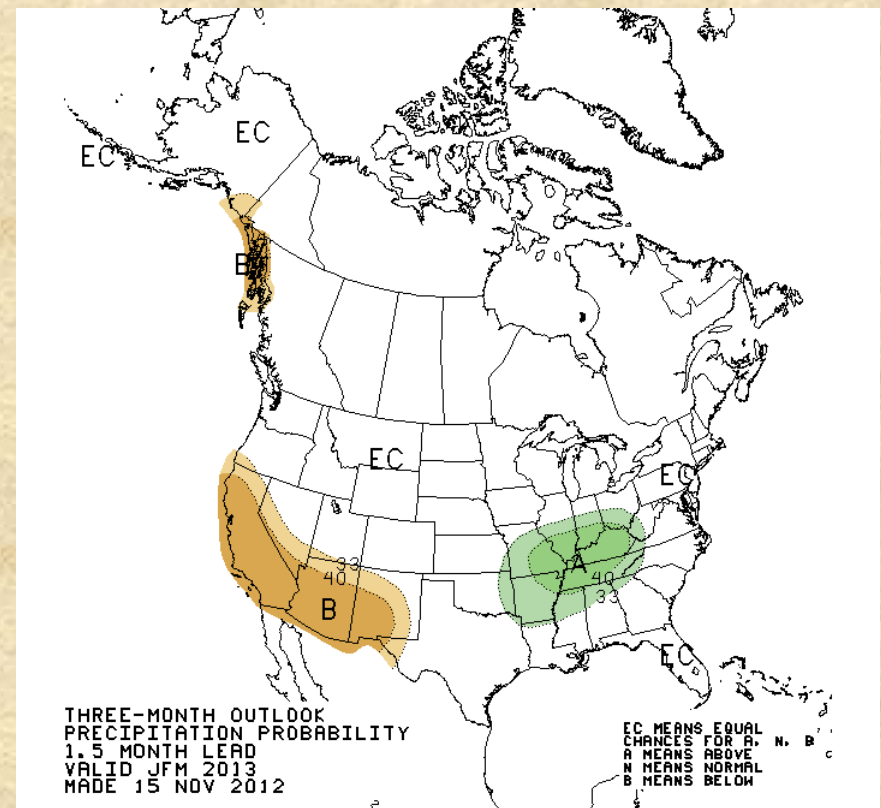 EC
EC
B
EC
EC
33
40
B
A
40
33
EC
THREE-MONTH OUTLOOK
PRECIPITATION PROBABILITY
1.5 MONTH LEAD
VALID JFM 2013
MADE 15 NOV 2012
EC MEANS EQUAL
CHANCES FOR A, N, B
A MEANS ABOVE
N MEANS NORMAL
B MEANS BELOW